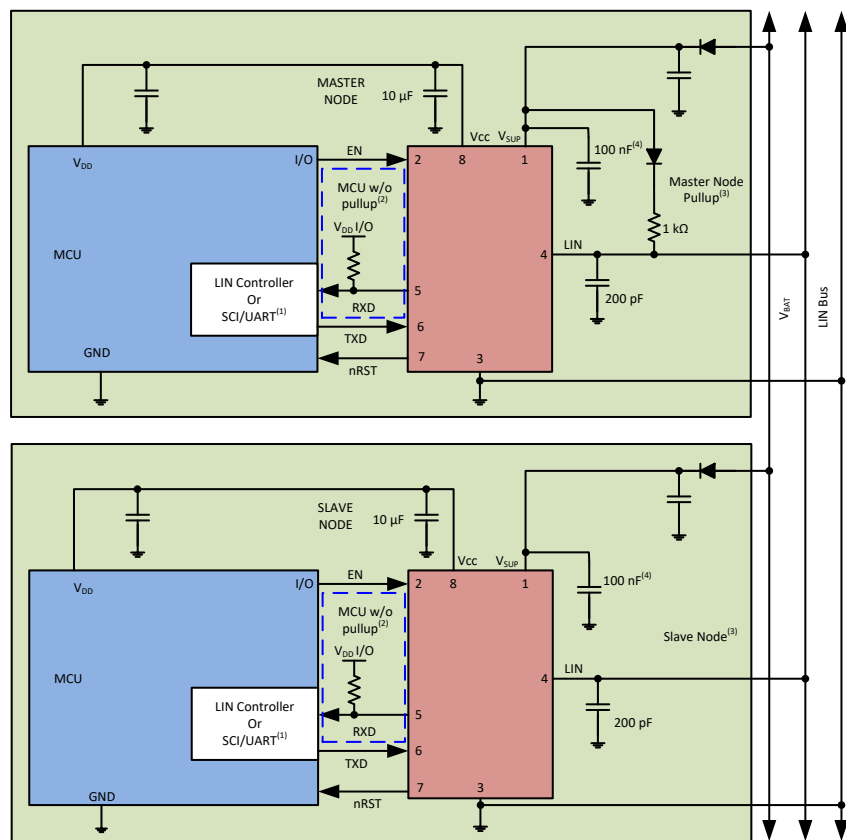 MASTER
NODE
10 µF
Vcc
VSUP
VDD
I/O
EN
2
8
1
100 nF(4)
MCU w/o
pullup(2)
VDD I/O
Master Node
Pullup(3)
1 kΩ
MCU
LIN
4
LIN Controller
Or
SCI/UART(1)
5
RXD
200 pF
6
TXD
GND
7
nRST
3
VBAT
LIN Bus
SLAVE
NODE
10 µF
Vcc
VSUP
VDD
I/O
EN
2
8
1
100 nF(4)
MCU w/o
pullup(2)
VDD I/O
Slave Node(3)
MCU
LIN
4
LIN Controller
Or
SCI/UART(1)
5
RXD
200 pF
6
TXD
GND
7
nRST
3